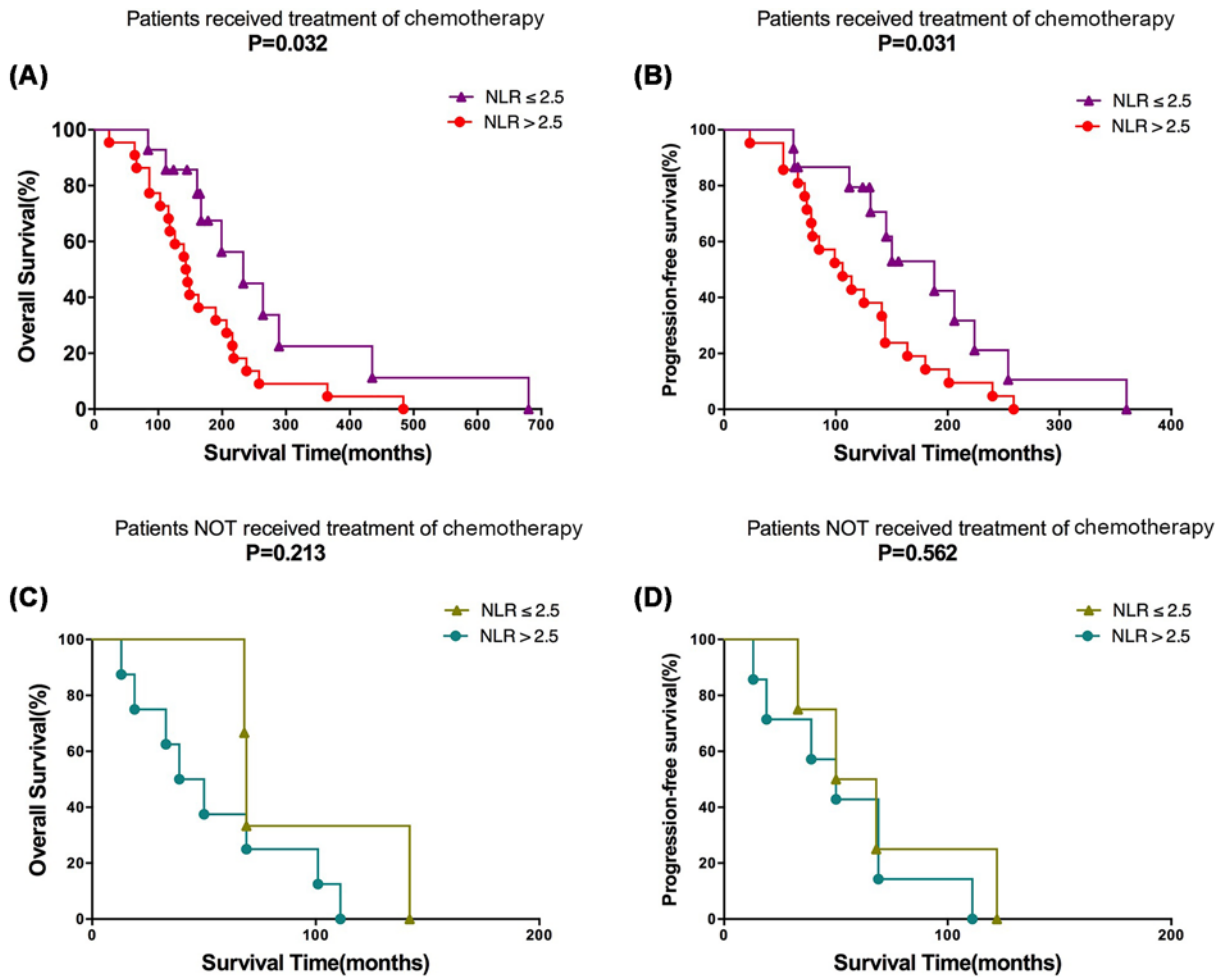 Patients received treatment of chemotherapy
P=0.032
(A)
NLR ≤ 2.5
NLR > 2.5
Overall Survival(%)
100
80
60
40
20
0
0 100 200 300 400 500 600 700
Survival Time(months)
Patients received treatment of chemotherapy
P=0.031
(B)
NLR ≤ 2.5
NLR > 2.5
Progression-free survival(%)
100
80
60
40
20
0
0 100 200 300 400
Survival Time(months)
Patients NOT received treatment of chemotherapy
P=0.213
(C)
NLR ≤ 2.5
NLR > 2.5
Overall Survival(%)
100
80
60
40
20
0
0 100 200
Survival Time(months)
Patients NOT received treatment of chemotherapy
P=0.562
(D)
NLR ≤ 2.5
NLR > 2.5
Progression-free survival(%)
100
80
60
40
20
0
0 100 200
Survival Time(months)